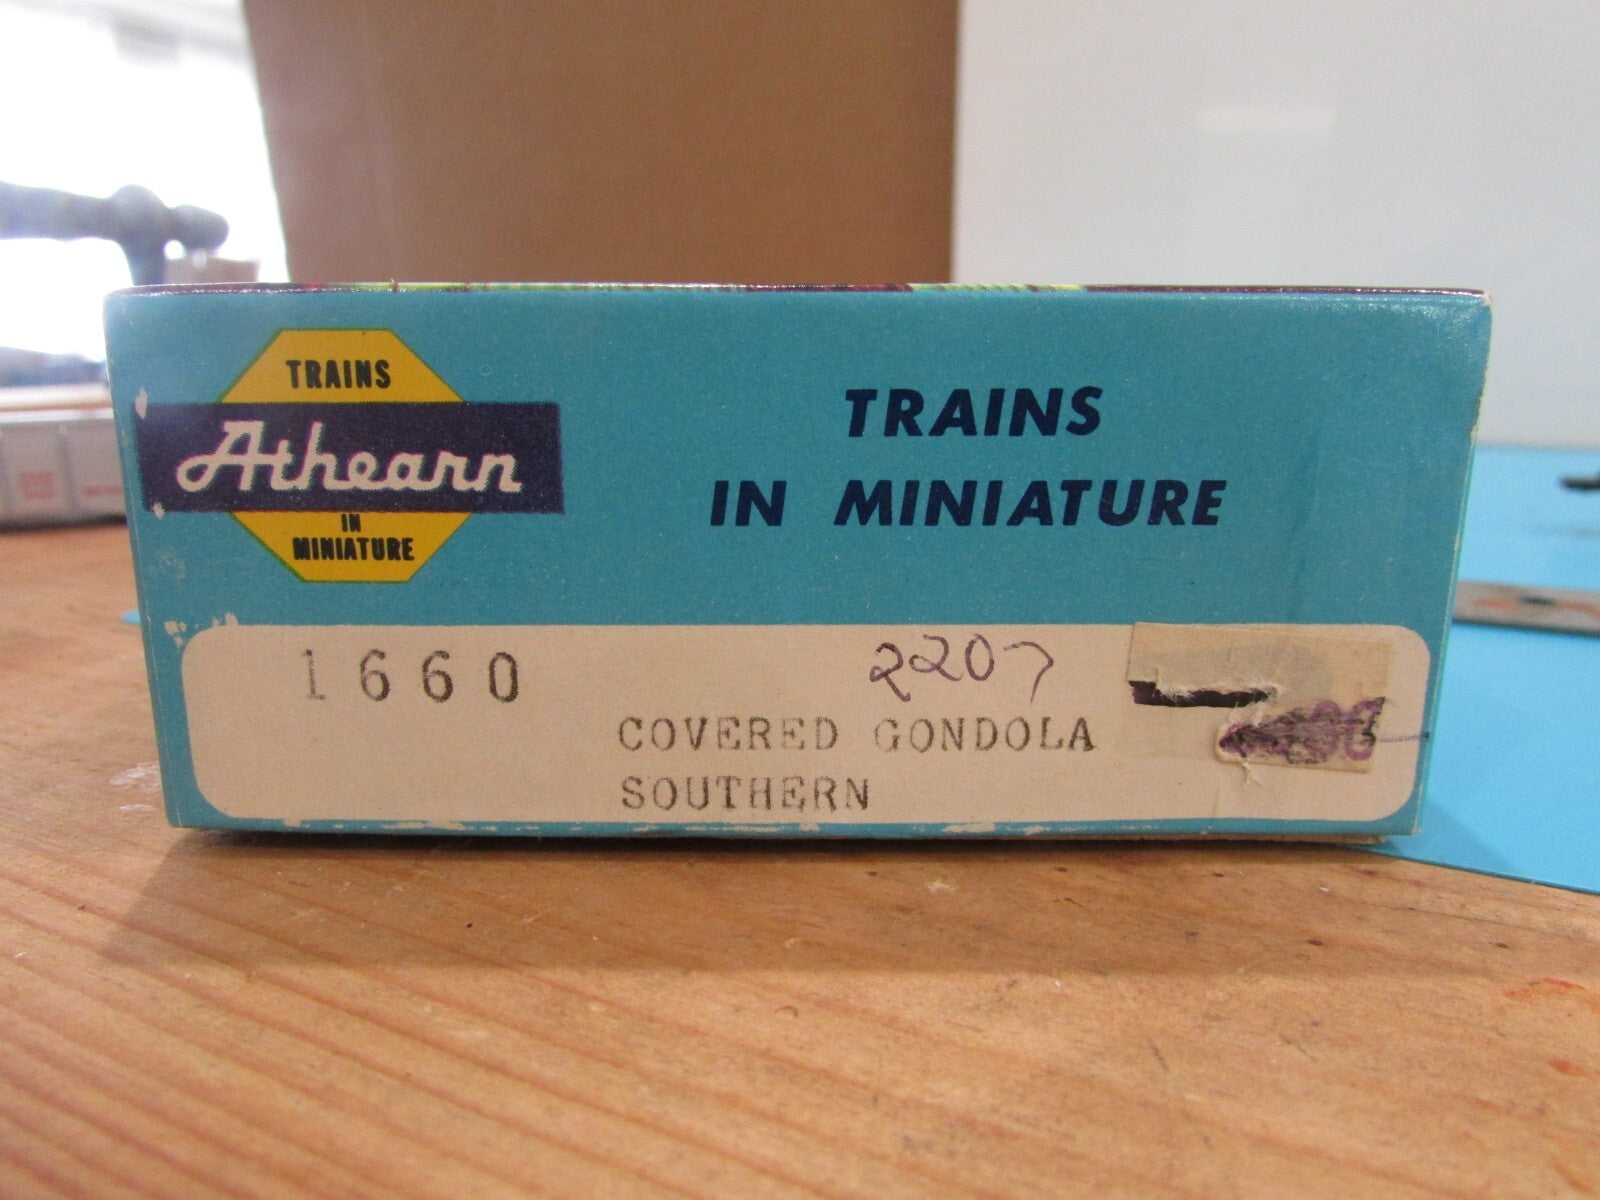 TRAINS
Athearn
IN
MINIATURE
TRAINS
IN MINIATURE
1660
2207
COVERED GONDOLA
SOUTHERN